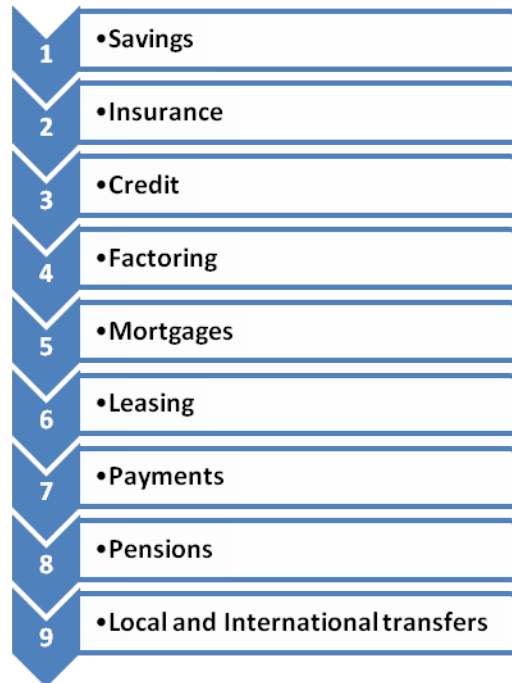 1 •Savings
2 •Insurance
3 •Credit
4 •Factoring
5 •Mortgages
6 •Leasing
7 •Payments
8 •Pensions
9 •Local and International transfers